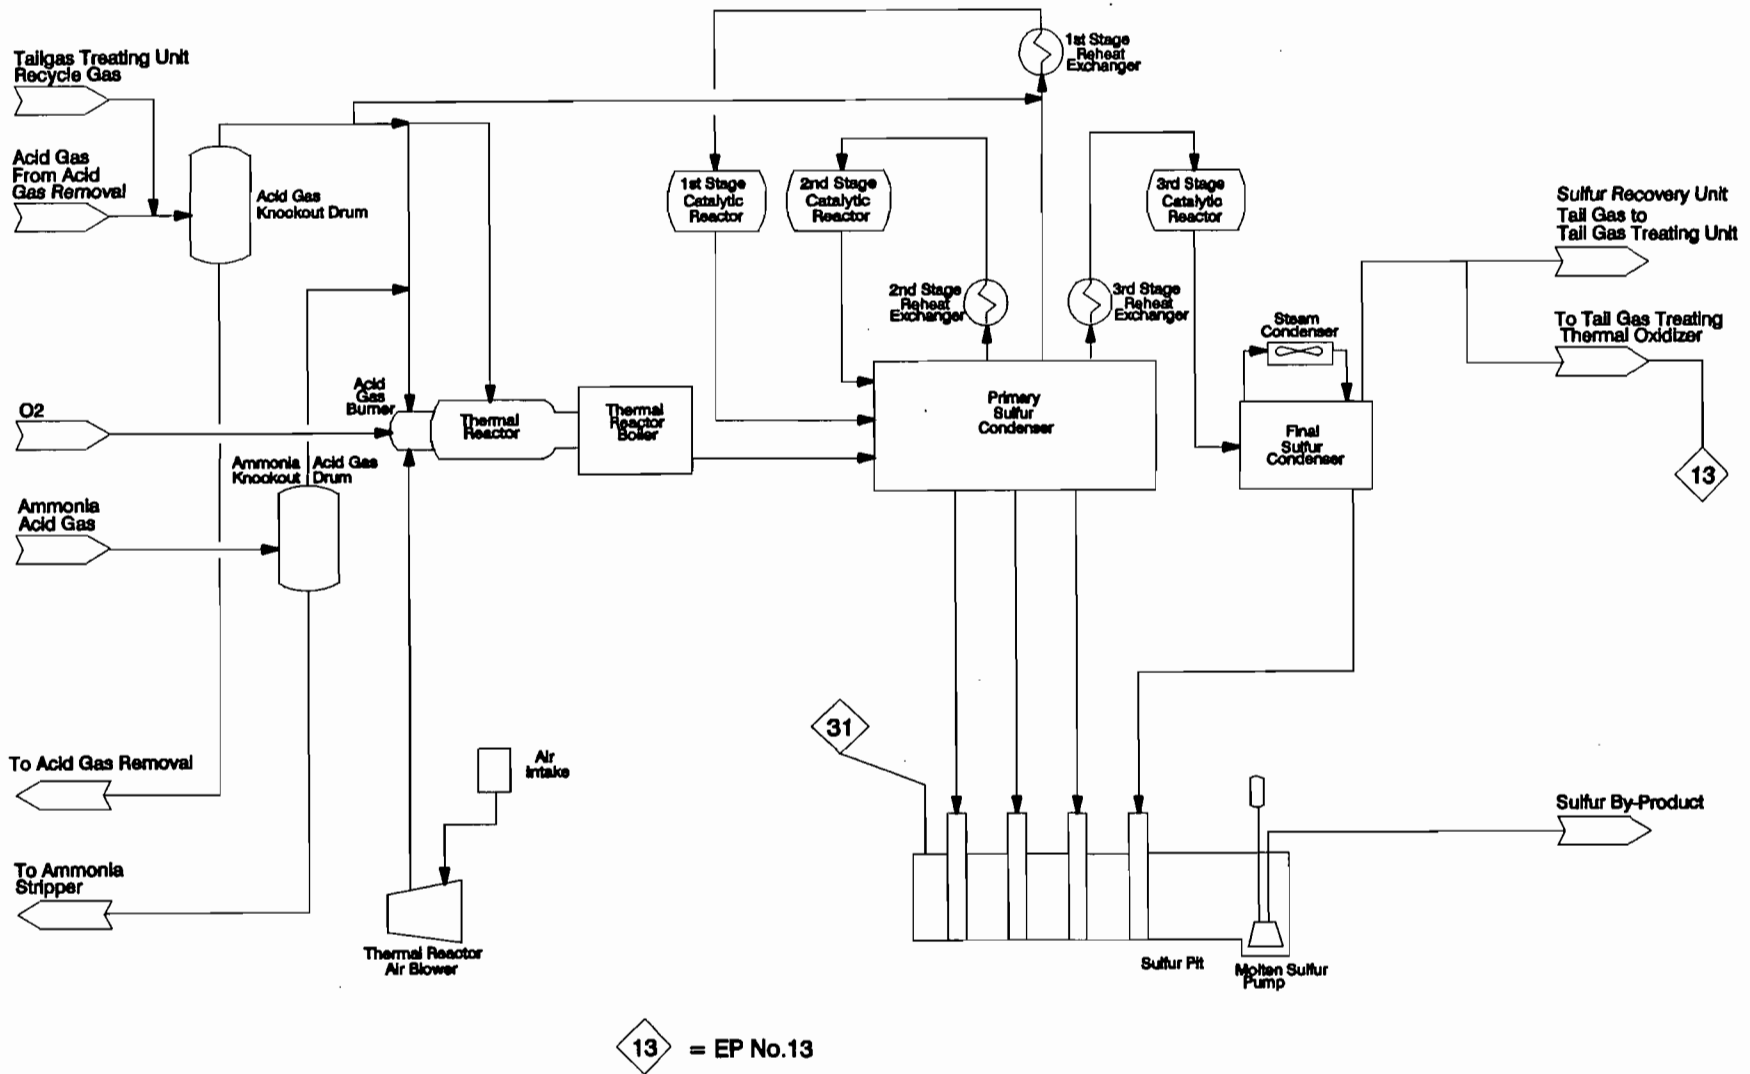 Tailgas Treating Unit
Recycle Gas
Acid Gas
From Acid
Gas Removal
Acid Gas
Knockout Drum
O2
Ammonia
Acid Gas
Ammonia Acid Gas
Knockout Drum
To Acid Gas Removal
To Ammonia
Stripper
Acid
Gas
Burner
Thermal
Reactor
Thermal
Reactor
Boiler
Air
Intake
Thermal Reactor
Air Blower
1st Stage
Reheat
Exchanger
1st Stage
Catalytic
Reactor
2nd Stage
Catalytic
Reactor
3rd Stage
Catalytic
Reactor
2nd Stage
Reheat
Exchanger
3rd Stage
Reheat
Exchanger
Primary
Sulfur
Condenser
Steam
Condenser
Final
Sulfur
Condenser
Sulfur Recovery Unit
Tail Gas to
Tail Gas Treating Unit
To Tail Gas Treating
Thermal Oxidizer
13
31
Sulfur By-Product
Sulfur Pit
Molten Sulfur
Pump
13 = EP No.13